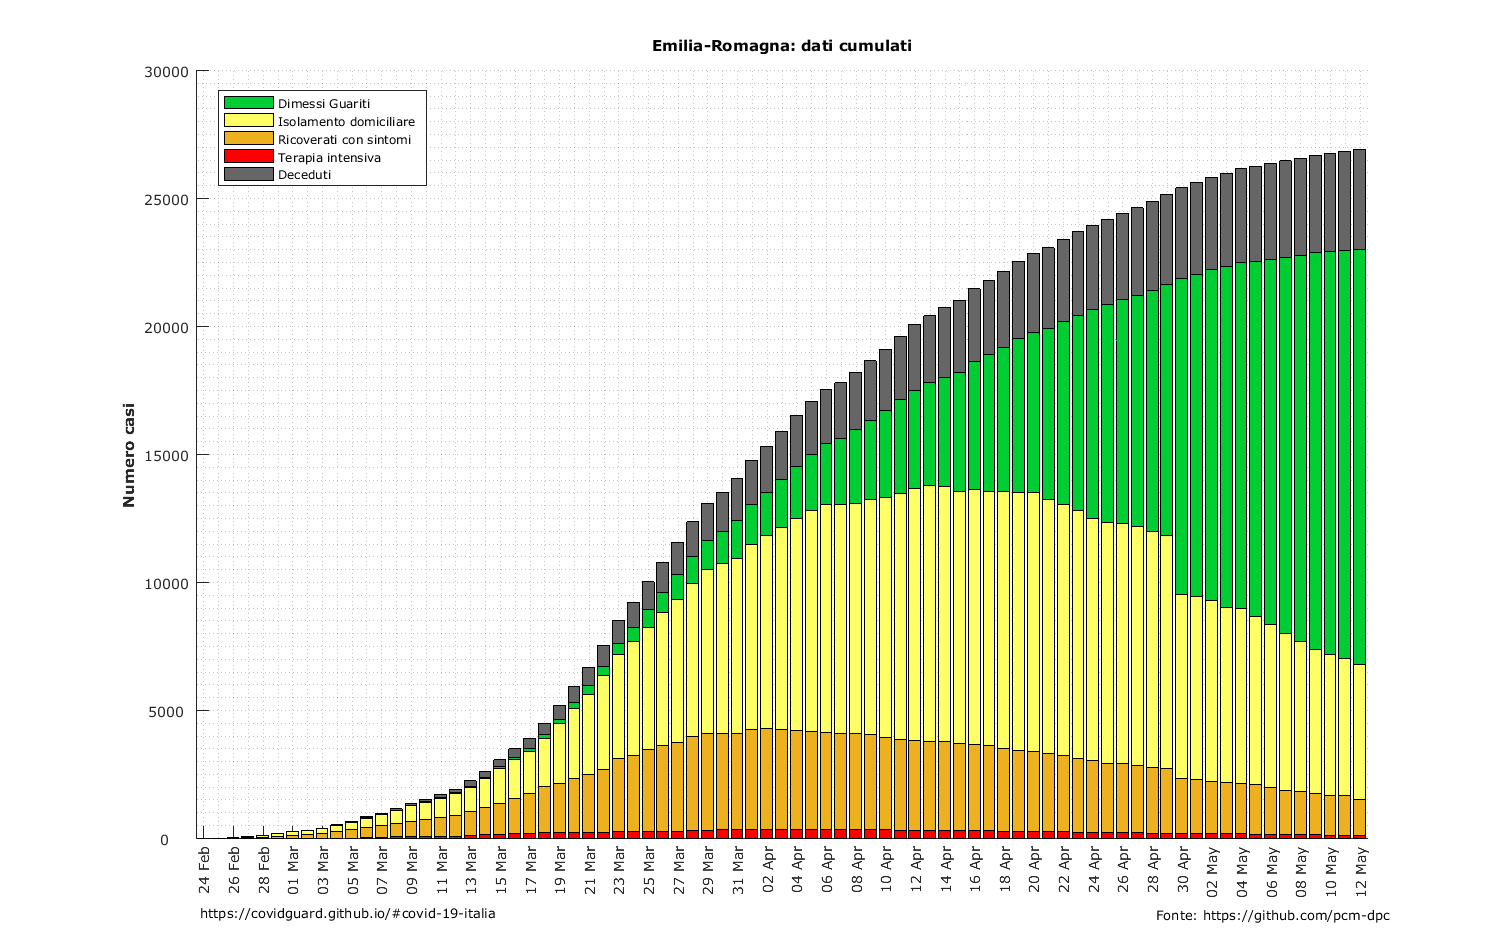 Emilia-Romagna: dati cumulati
30000
25000
20000
15000
10000
5000
0
Numero casi
Dimessi Guariti
Isolamento domiciliare
Ricoverati con sintomi
Terapia intensiva
Deceduti
24 Feb
26 Feb
28 Feb
01 Mar
03 Mar
05 Mar
07 Mar
09 Mar
11 Mar
13 Mar
15 Mar
17 Mar
19 Mar
21 Mar
23 Mar
25 Mar
27 Mar
29 Mar
31 Mar
02 Apr
04 Apr
06 Apr
08 Apr
10 Apr
12 Apr
14 Apr
16 Apr
18 Apr
20 Apr
22 Apr
24 Apr
26 Apr
28 Apr
30 Apr
02 May
04 May
06 May
08 May
10 May
12 May
https://covidguard.github.io/#covid-19-italia
Fonte: https://github.com/pcm-dpc